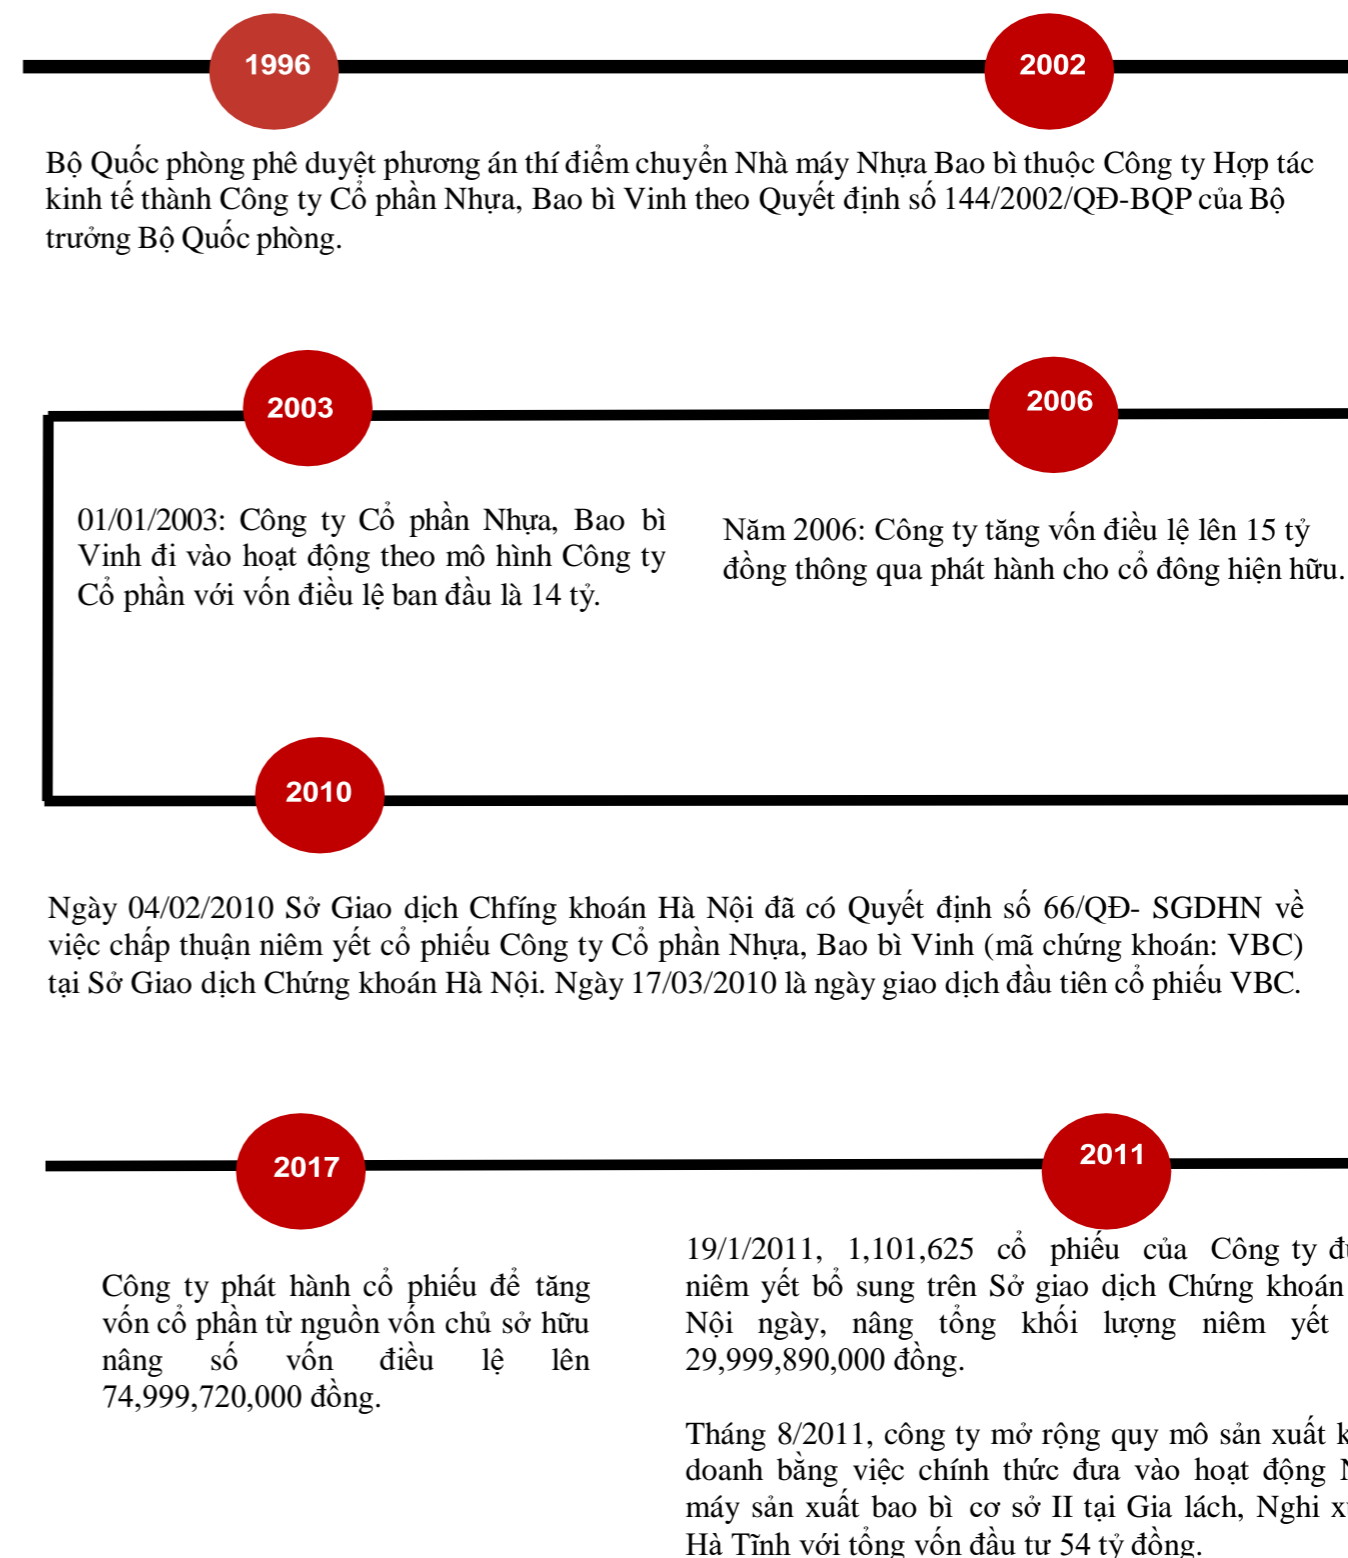 1996
2002
Bộ Quốc phòng phê duyệt phương án thí điểm chuyển Nhà máy Nhựa Bao bì thuộc Công ty Hợp tác
kinh tế thành Công ty Cổ phần Nhựa, Bao bì Vinh theo Quyết định số 144/2002/QĐ-BQP của Bộ
trưởng Bộ Quốc phòng.
2003
2006
01/01/2003: Công ty Cổ phần Nhựa, Bao bì
Vinh đi vào hoạt động theo mô hình Công ty
Cổ phần với vốn điều lệ ban đầu là 14 tỷ.
Năm 2006: Công ty tăng vốn điều lệ lên 15 tỷ
đồng thông qua phát hành cho cổ đông hiện hữu.
2010
Ngày 04/02/2010 Sở Giao dịch Chfíng khoán Hà Nội đã có Quyết định số 66/QĐ- SGDHN về
việc chấp thuận niêm yết cổ phiếu Công ty Cổ phần Nhựa, Bao bì Vinh (mã chứng khoán: VBC)
tại Sở Giao dịch Chứng khoán Hà Nội. Ngày 17/03/2010 là ngày giao dịch đầu tiên cổ phiếu VBC.
2017
2011
Công ty phát hành cổ phiếu để tăng
vốn cổ phần từ nguồn vốn chủ sở hữu
nâng số vốn điều lệ lên
74,999,720,000 đồng.
19/1/2011, 1,101,625 cổ phiếu của Công ty
niêm yết bổ sung trên Sở giao dịch Chứng khoán
Nội ngày, nâng tổng khối lượng niêm yết
29,999,890,000 đồng.
Tháng 8/2011, công ty mở rộng quy mô sản xuất
doanh bằng việc chính thức đưa vào hoạt động
máy sản xuất bao bì cơ sở II tại Gia lách, Nghi
Hà Tĩnh với tổng vốn đầu tư 54 tỷ đồng.